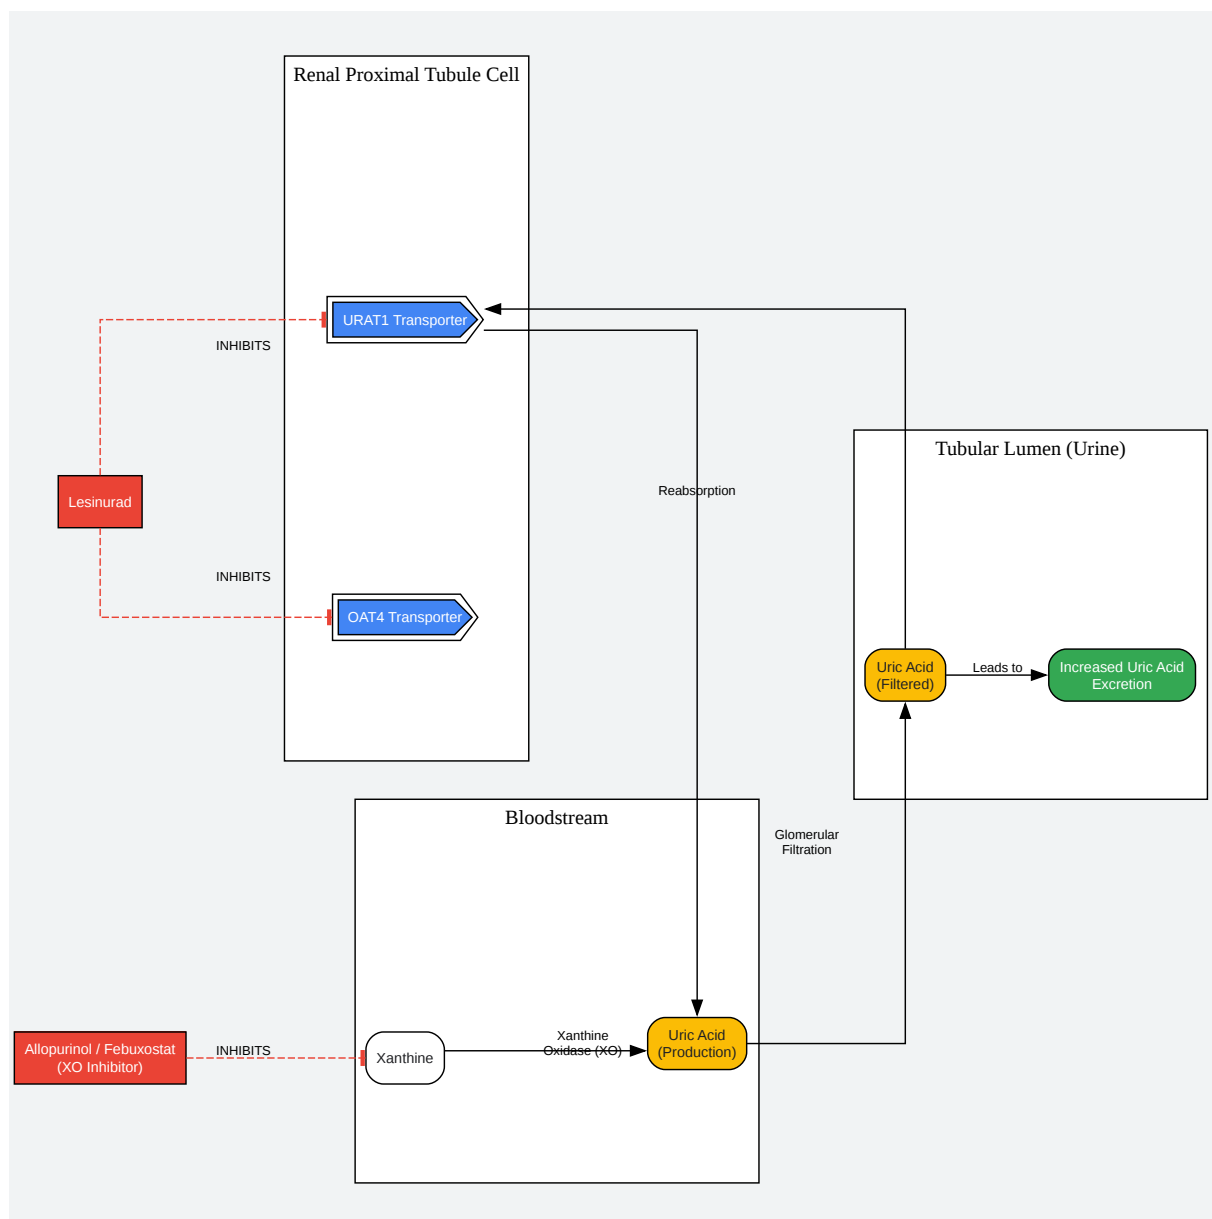 Renal Proximal Tubule Cell
URAT1 Transporter
INHIBITS
Tubular Lumen (Urine)
Reabsorption
Lesinurad
INHIBITS
OAT4 Transporter
Uric Acid
(Filtered)
Leads to
Increased Uric Acid
Excretion
Bloodstream
Glomerular
Filtration
Allopurinol / Febuxostat
(XO Inhibitor)
INHIBITS
Xanthine
Xanthine
Oxidase (XO)
Uric Acid
(Production)